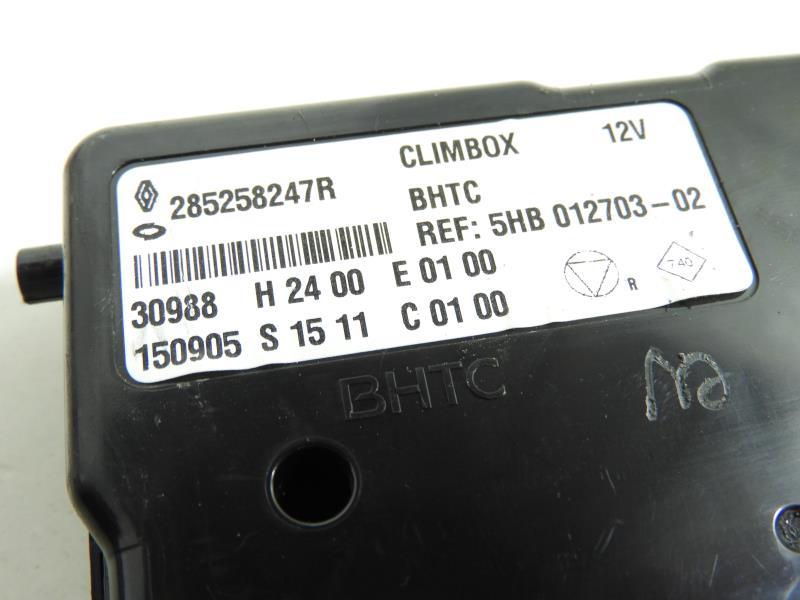 CLIMBOX 12V
285258247R BHTC
REF: 5HB 012703-02
30988 H 24 00 E 01 00
150905 S 15 11 C 01 00
R
740
BHTC